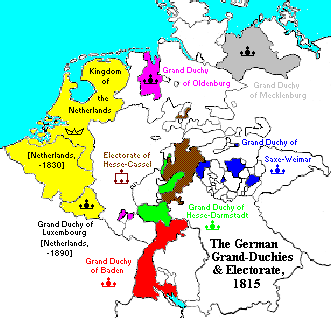 Kingdom
of
the
Netherlands
Grand Duchy
of Oldenburg
Grand Duchy
of Mecklenburg
[Netherlands,
-1830]
Electorate of
Hesse-Cassel
Grand Duchy of
Saxe-Weimar
Grand Duchy of
Luxembourg
[Netherlands,
-1890]
Grand Duchy of
Hesse-Darmstadt
Grand Duchy
of Baden
The German
Grand-Duchies
& Electorate,
1815